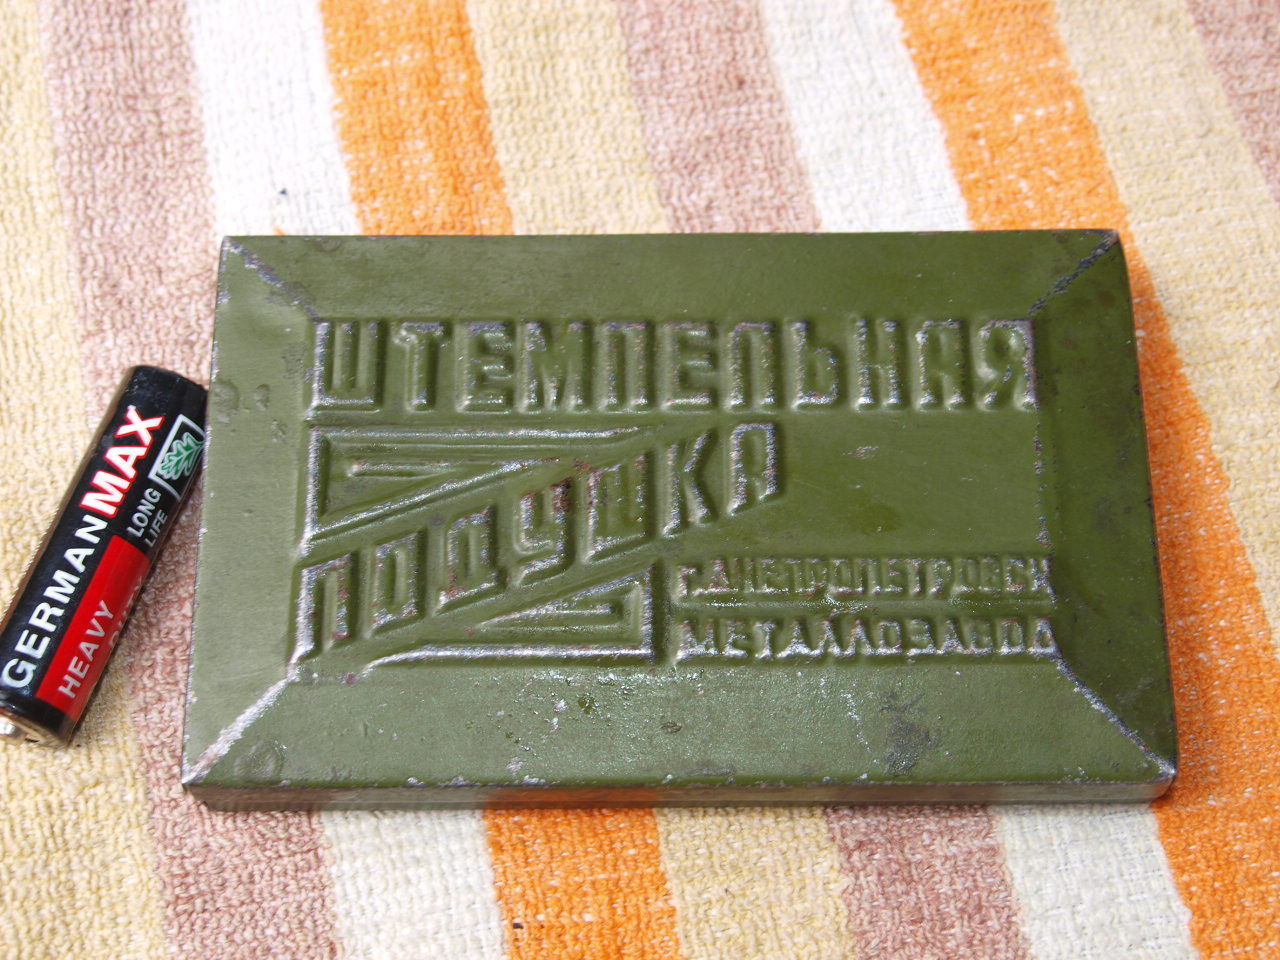 ШТЕМПЕЛЬНАЯ
ПОДУШКА
Г.ДНЕПРОПЕТРОВСК
МЕТАЛЛОЗАВОД
GERMANMAX
LONG
LIFE
HEAVY